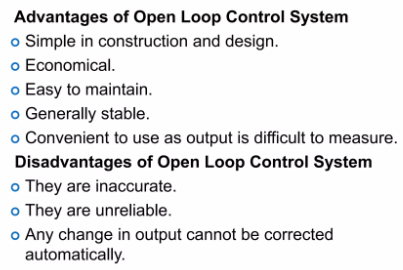 Advantages of Open Loop Control System
Simple in construction and design.
Economical.
Easy to maintain.
Generally stable.
Convenient to use as output is difficult to measure.
Disadvantages of Open Loop Control System
They are inaccurate.
They are unreliable.
Any change in output cannot be corrected
automatically.